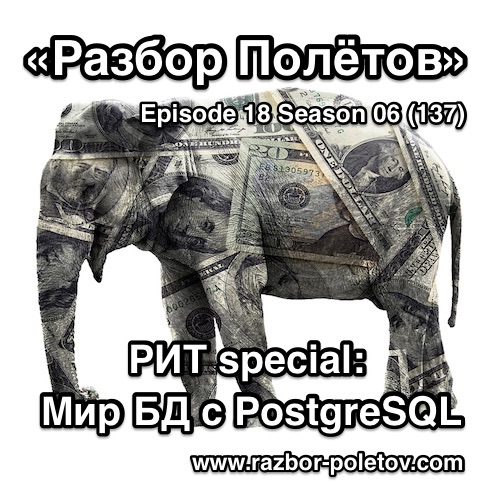 «Разбор Полётов»
Episode 18 Season 06 (137)
РИТ special:
Мир БД с PostgreSQL
www.razbor-poletov.com